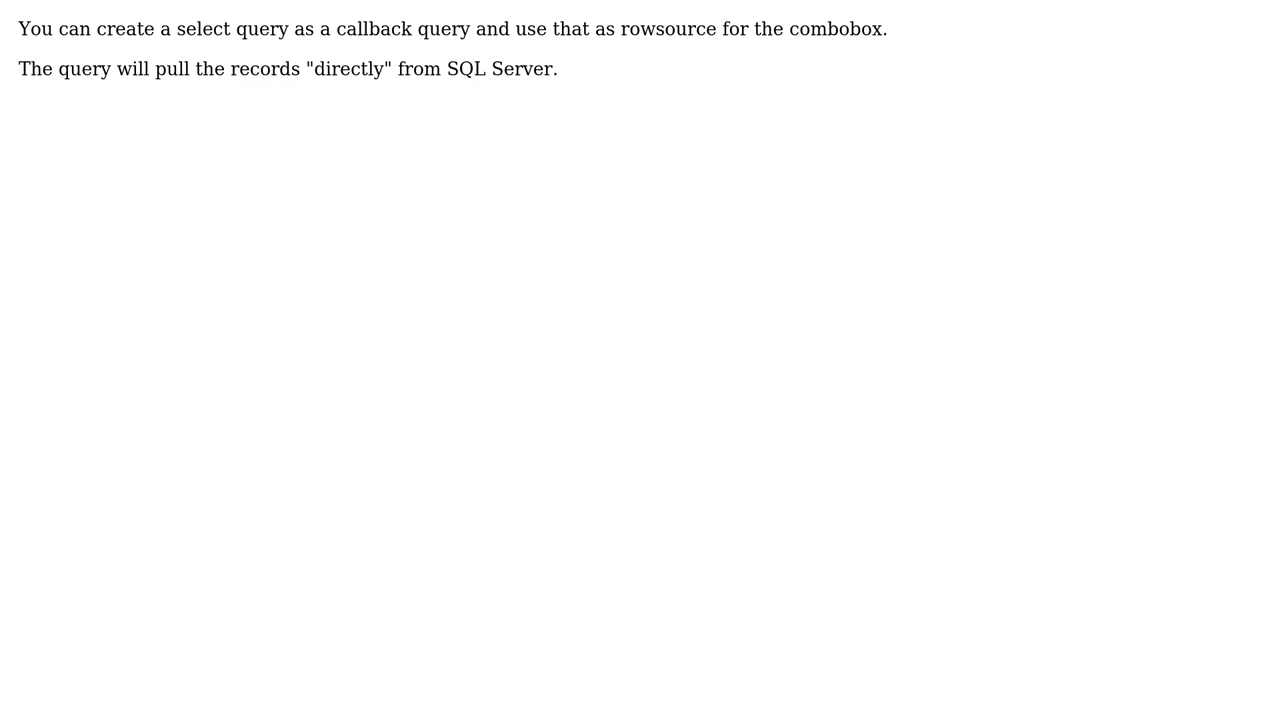 You can create a select query as a callback query and use that as rowsource for the combobox.
The query will pull the records "directly" from SQL Server.